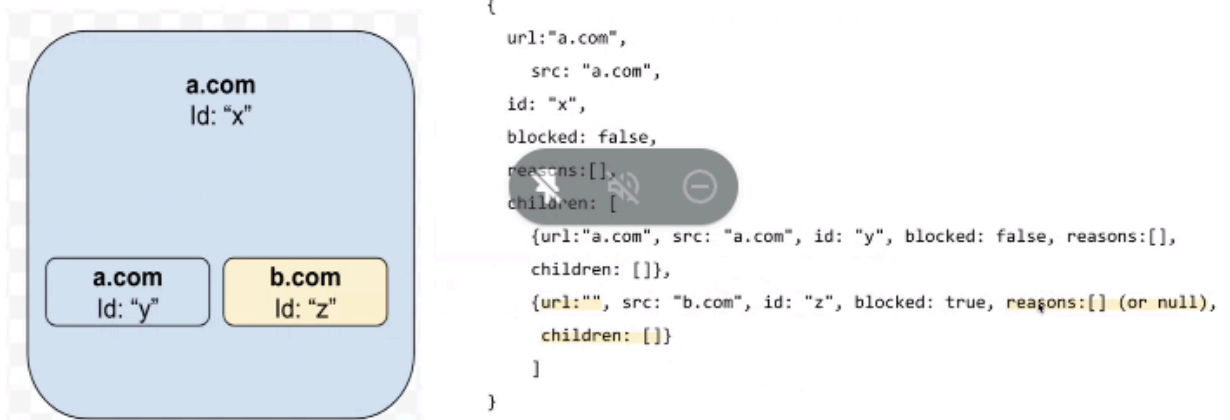 a.com
Id: “x”
a.com
Id: “y”
b.com
Id: “z”
{
url:"a.com",
src: "a.com",
id: "x",
blocked: false,
reasons:[],
children: [
{url:"a.com", src: "a.com", id: "y", blocked: false, reasons:[],
children: []},
{url:"", src: "b.com", id: "z", blocked: true, reasons:[] (or null),
children: []}
]
}